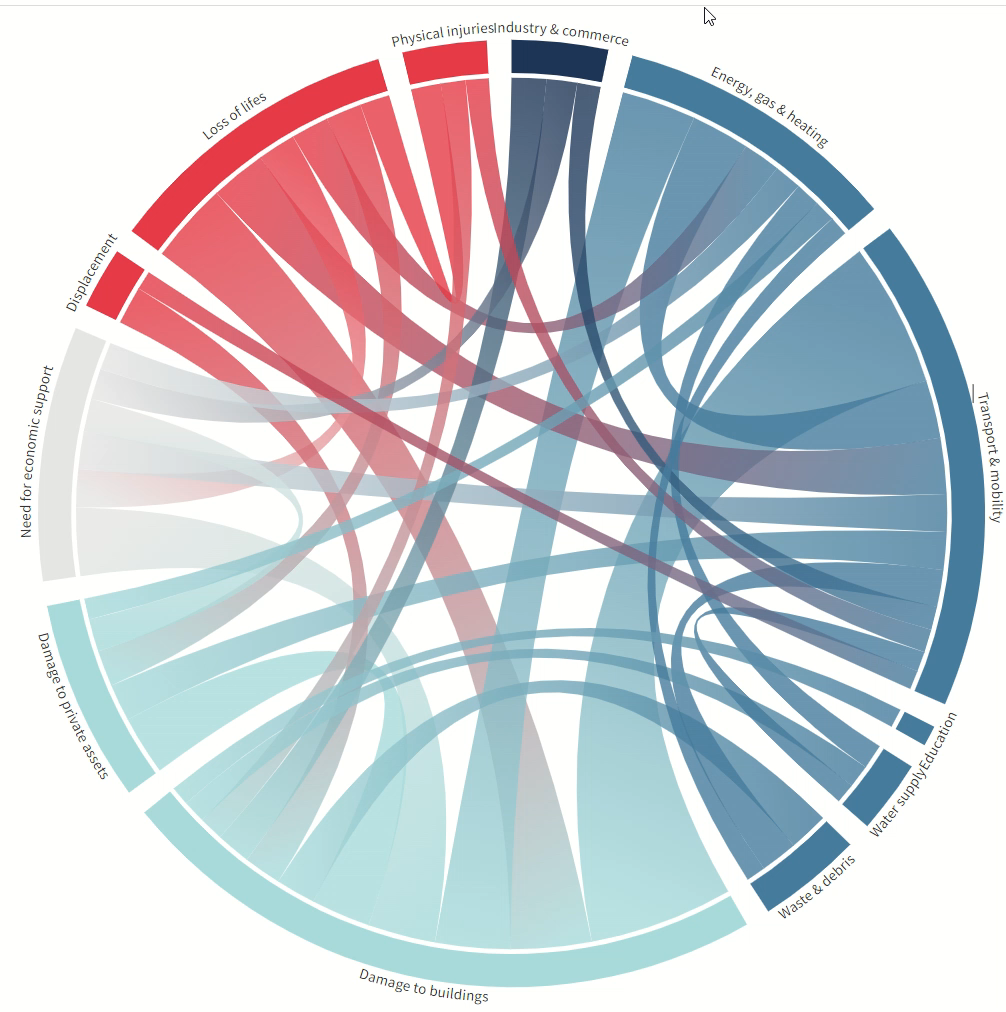 Physical injuries
Industry & commerce
Energy, gas & heating
Transport & mobility
Education
Water supply
Waste & debris
Damage to buildings
Damage to private assets
Need for economic support
Displacement
Loss of lifes